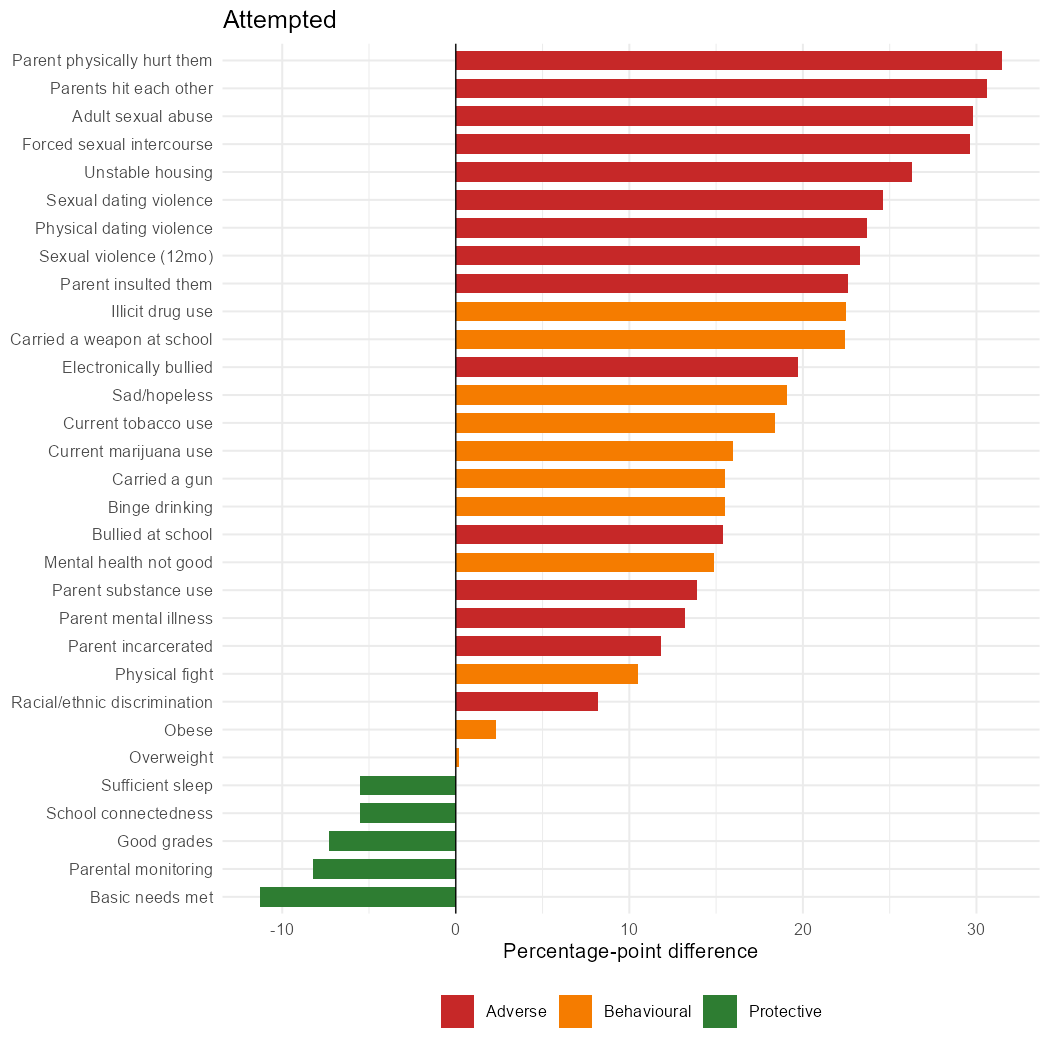 Attempted
Parent physically hurt them
Parents hit each other
Adult sexual abuse
Forced sexual intercourse
Unstable housing
Sexual dating violence
Physical dating violence
Sexual violence (12mo)
Parent insulted them
Illicit drug use
Carried a weapon at school
Electronically bullied
Sad/hopeless
Current tobacco use
Current marijuana use
Carried a gun
Binge drinking
Bullied at school
Mental health not good
Parent substance use
Parent mental illness
Parent incarcerated
Physical fight
Racial/ethnic discrimination
Obese
Overweight
Sufficient sleep
School connectedness
Good grades
Parental monitoring
Basic needs met
-10 0 10 20 30
Percentage-point difference
Adverse Behavioural Protective